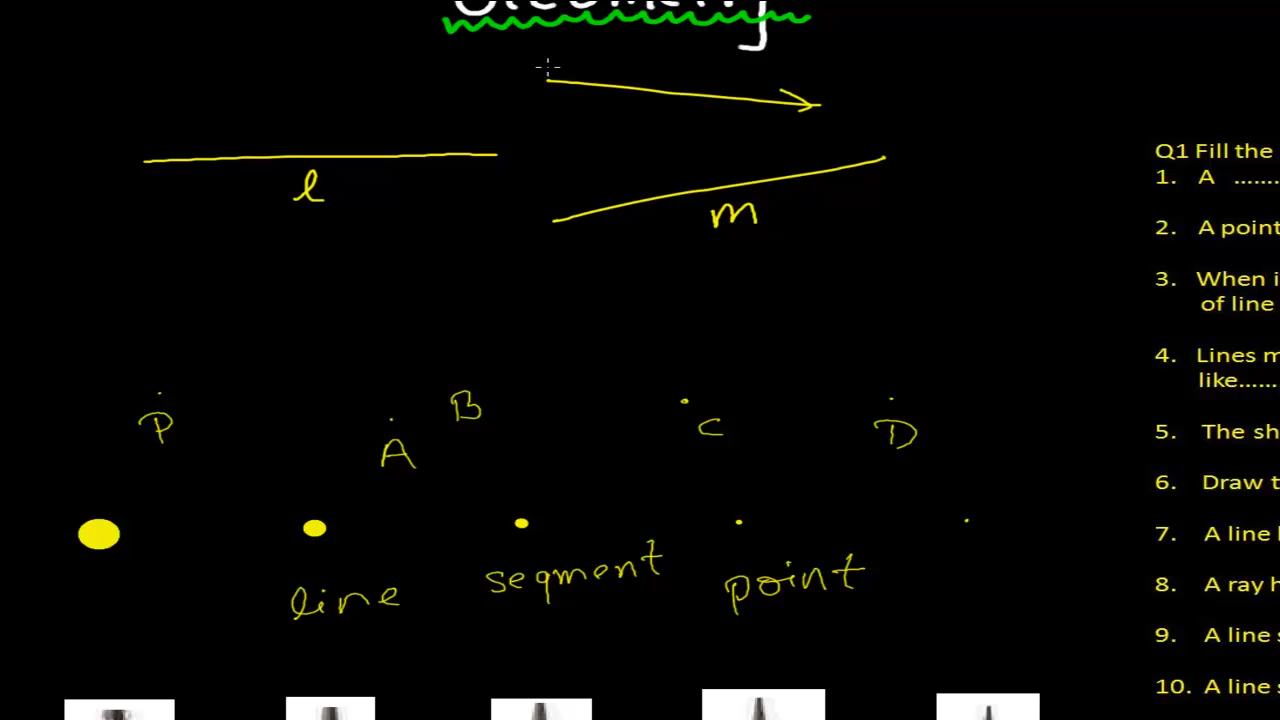 l
m
P
A
B
C
D
line segment point
Q1 Fill the
1. A ........
2. A point
3. When i
of line
4. Lines m
like......
5. The sh
6. Draw t
7. A line
8. A ray h
9. A line s
10. A line s